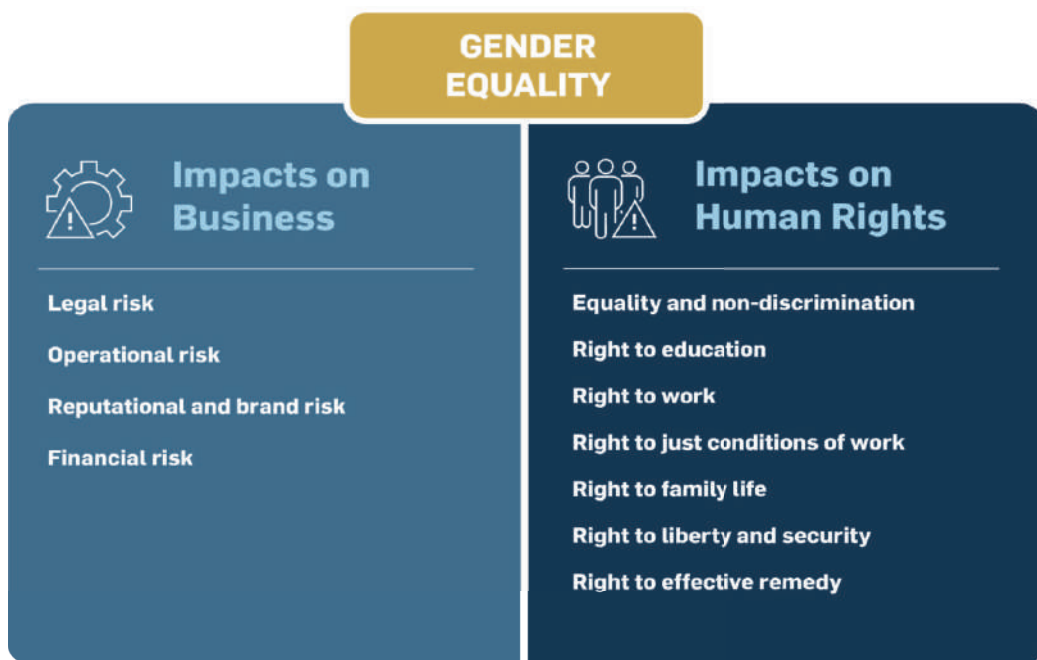 GENDER
EQUALITY
Impacts on
Business
Legal risk
Operational risk
Reputational and brand risk
Financial risk
Impacts on
Human Rights
Equality and non-discrimination
Right to education
Right to work
Right to just conditions of work
Right to family life
Right to liberty and security
Right to effective remedy